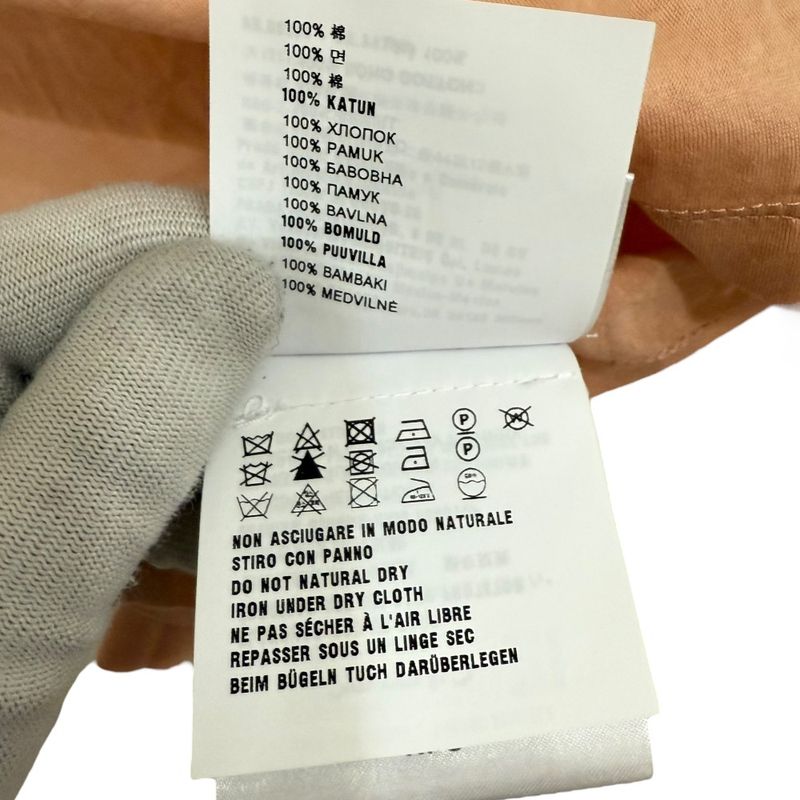 100% 棉
100% 면
100% 棉
100% KATUN
100% ХЛОПОК
100% PAMUK
100% БАВОВНА
100% ПАМУК
100% BAVLNA
100% BOMULD
100% PUUVILLA
100% BAMBAKI
100% MEDVILNĖ
P W
P
NON ASCIUGARE IN MODO NATURALE
STIRO CON PANNO
DO NOT NATURAL DRY
IRON UNDER DRY CLOTH
NE PAS SÉCHER À L'AIR LIBRE
REPASSER SOUS UN LINGE SEC
BEIM BÜGELN TUCH DARÜBERLEGEN